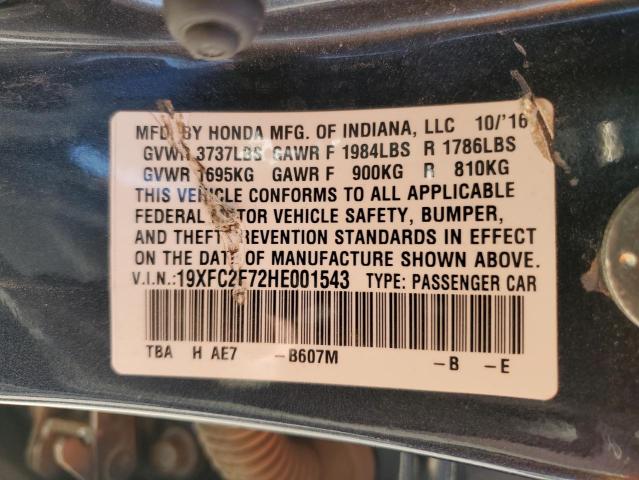 MFD. BY HONDA MFG. OF INDIANA, LLC 10/'16
GVWR 3737LBS GAWR F 1984LBS R 1786LBS
GVWR 1695KG GAWR F 900KG R 810KG
THIS VEHICLE CONFORMS TO ALL APPLICABLE
FEDERAL MOTOR VEHICLE SAFETY, BUMPER,
AND THEFT PREVENTION STANDARDS IN EFFECT
ON THE DATE OF MANUFACTURE SHOWN ABOVE.
V.I.N.:19XFC2F72HE001543 TYPE: PASSENGER CAR
TBA H AE7 -B607M -B -E